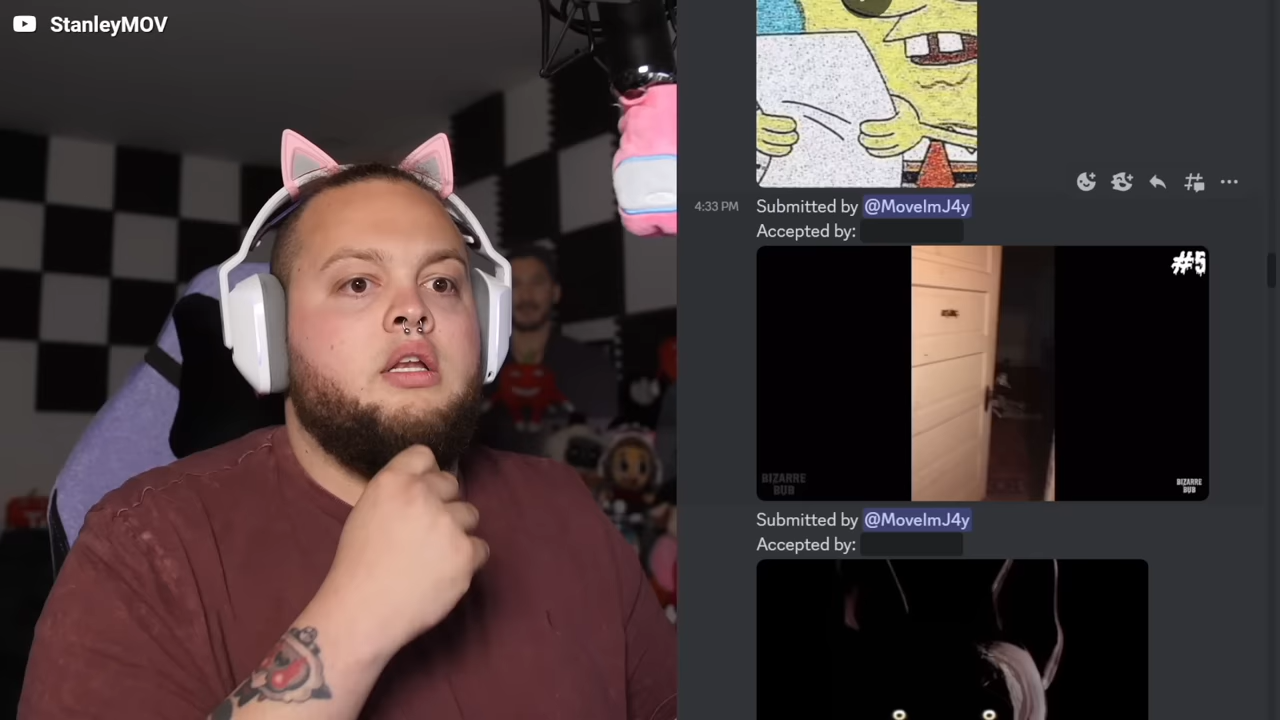 StanleyMOV
4:33 PM
Submitted by @MoveImJ4y
Accepted by:
#5
BIZARRE
BUB
BIZARRE
BUB
Submitted by @MoveImJ4y
Accepted by: